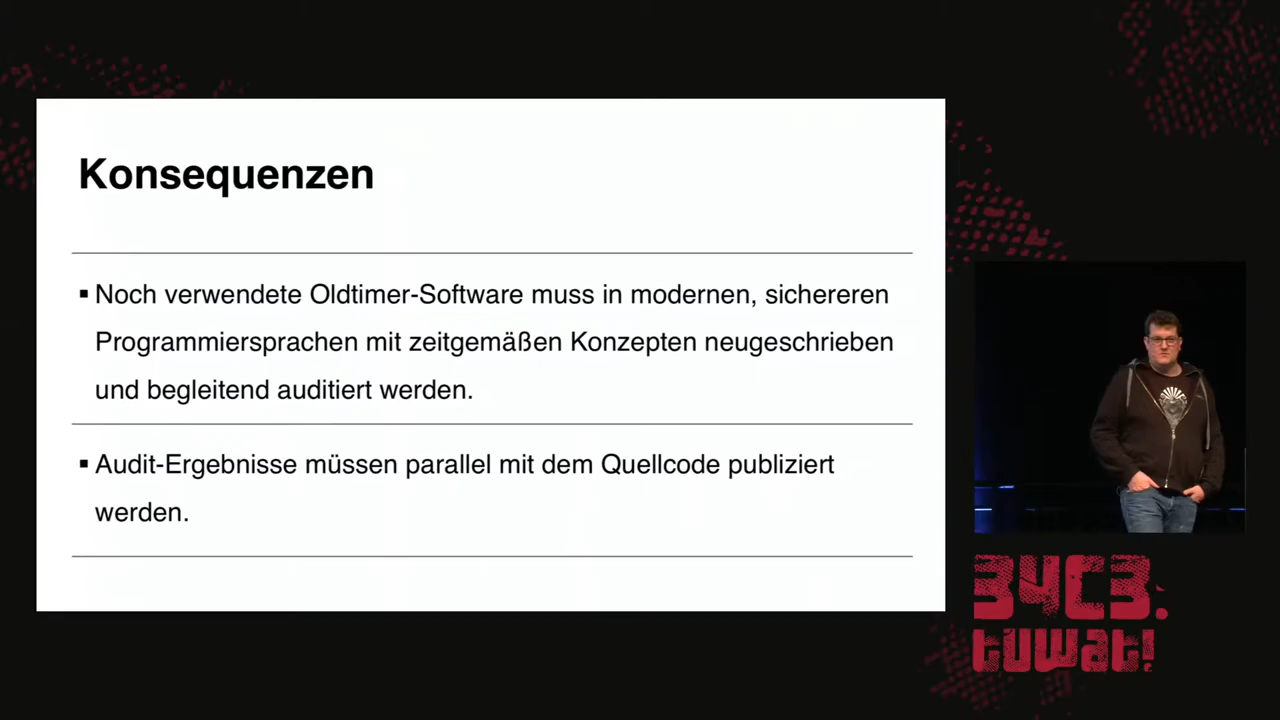 Konsequenzen
▪ Noch verwendete Oldtimer-Software muss in modernen, sichereren
Programmiersprachen mit zeitgemäßen Konzepten neugeschrieben
und begleitend auditiert werden.
▪ Audit-Ergebnisse müssen parallel mit dem Quellcode publiziert
werden.
34C3.
tuwat!